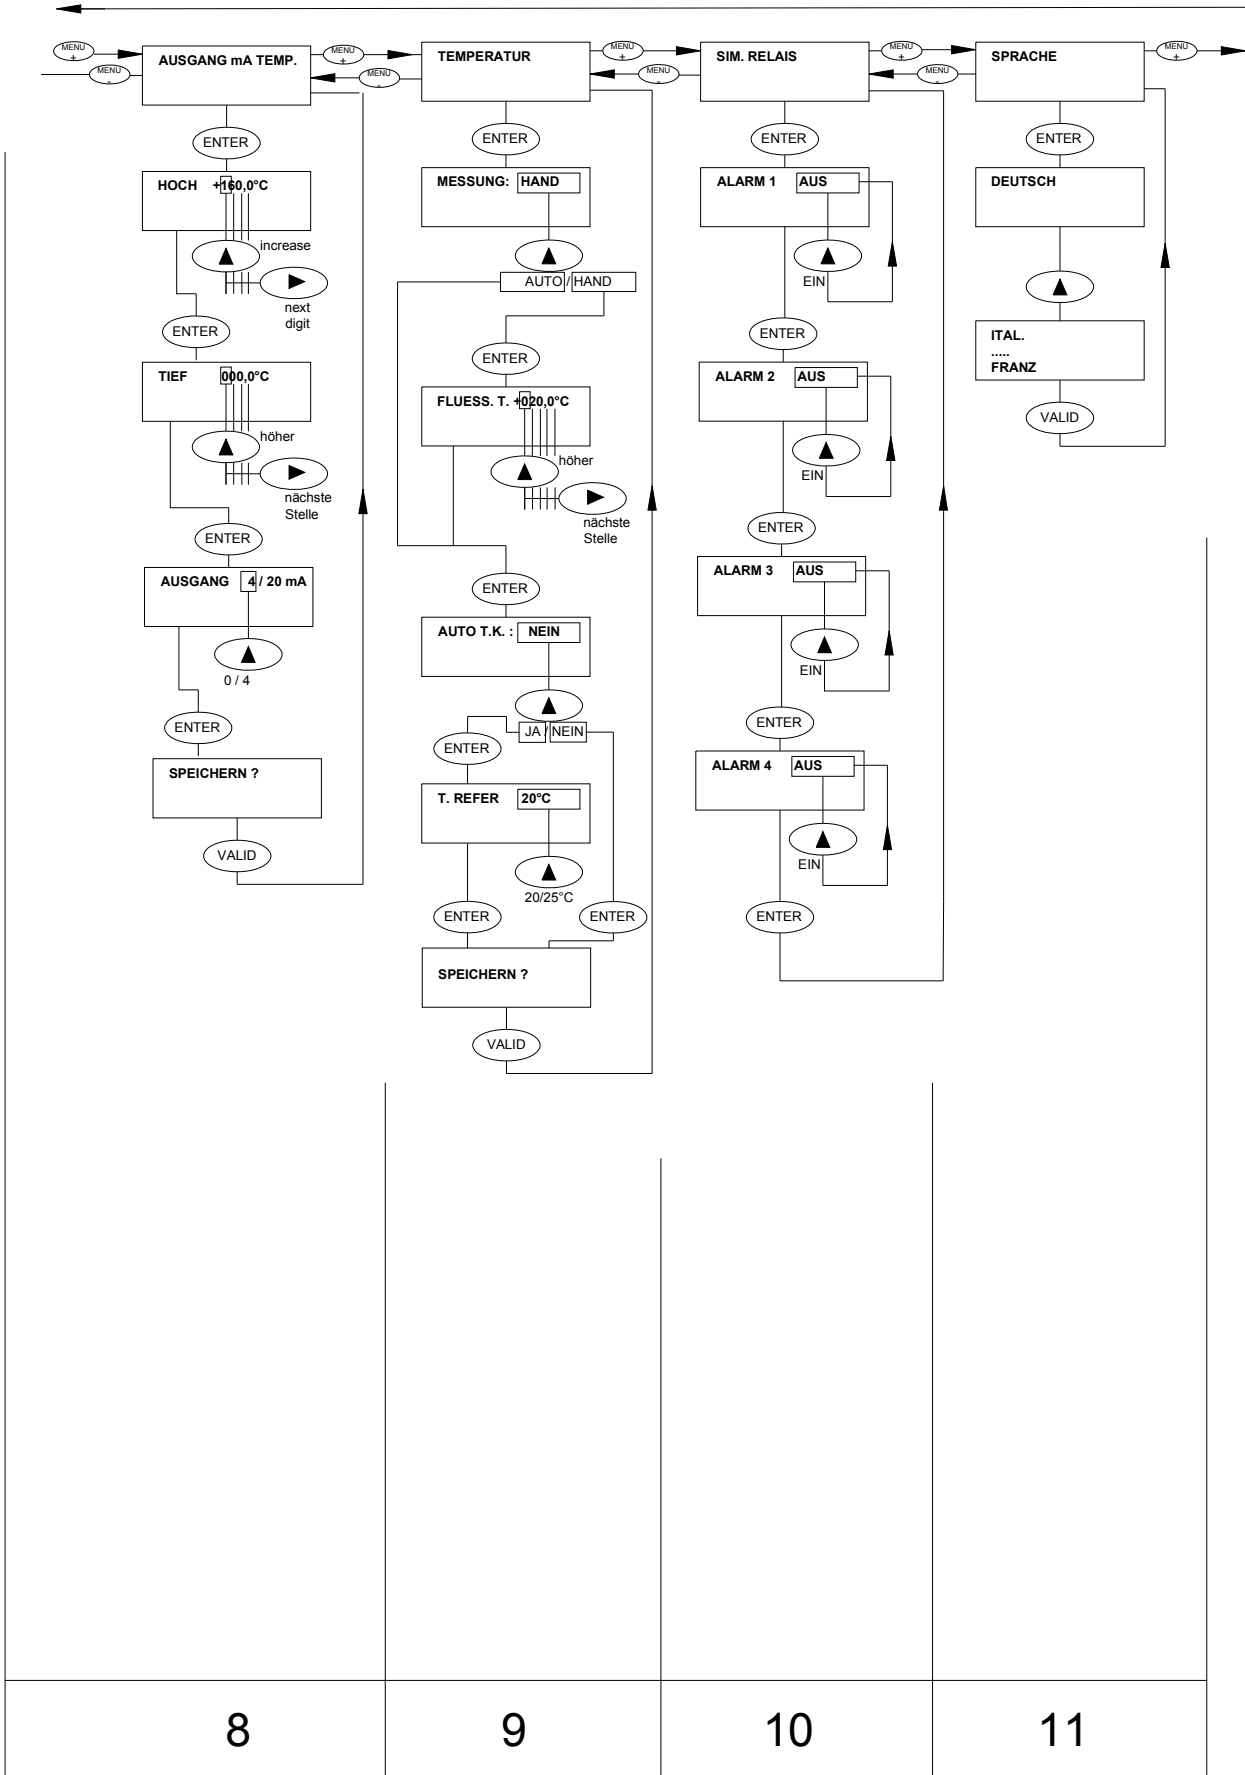 MENU
+
MENU
-
AUSGANG mA TEMP.
ENTER
HOCH +160,0°C
increase
next
digit
ENTER
TIEF 000,0°C
höher
nächste
Stelle
ENTER
AUSGANG 4 / 20 mA
0 / 4
ENTER
SPEICHERN ?
VALID
MENU
+
MENU
-
TEMPERATUR
ENTER
MESSUNG: HAND
AUTO / HAND
ENTER
FLUESS. T. +020,0°C
höher
nächste
Stelle
ENTER
AUTO T.K. : NEIN
JA / NEIN
ENTER
T. REFER 20°C
20/25°C
ENTER
ENTER
SPEICHERN ?
VALID
MENU
+
MENU
-
SIM. RELAIS
ENTER
ALARM 1 AUS
EIN
ENTER
ALARM 2 AUS
EIN
ENTER
ALARM 3 AUS
EIN
ENTER
ALARM 4 AUS
EIN
ENTER
MENU
+
MENU
-
SPRACHE
ENTER
DEUTSCH
ITAL.
.....
FRANZ
VALID
MENU
+
8
9
10
11